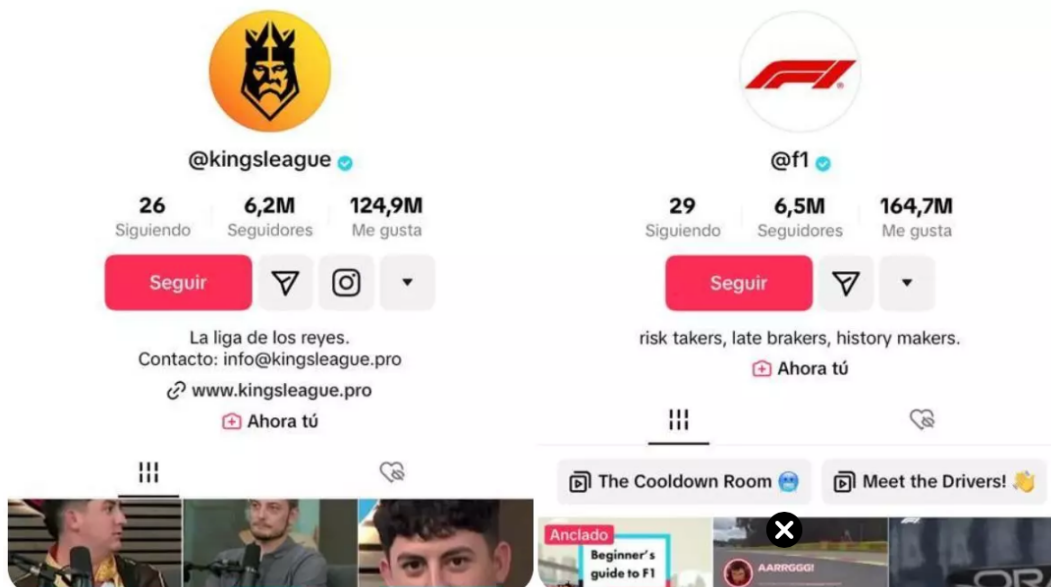 @kingsleague
26 6,2M 124,9M
Siguiendo Seguidores Me gusta
Seguir
La liga de los reyes.
Contacto: info@kingsleague.pro
www.kingsleague.pro
Ahora tú
F1
@f1
29 6,5M 164,7M
Siguiendo Seguidores Me gusta
Seguir
risk takers, late brakers, history makers.
Ahora tú
The Cooldown Room 🥶
Meet the Drivers! 👋
Anclado
Beginner's
guide to F1
AARRGGG!